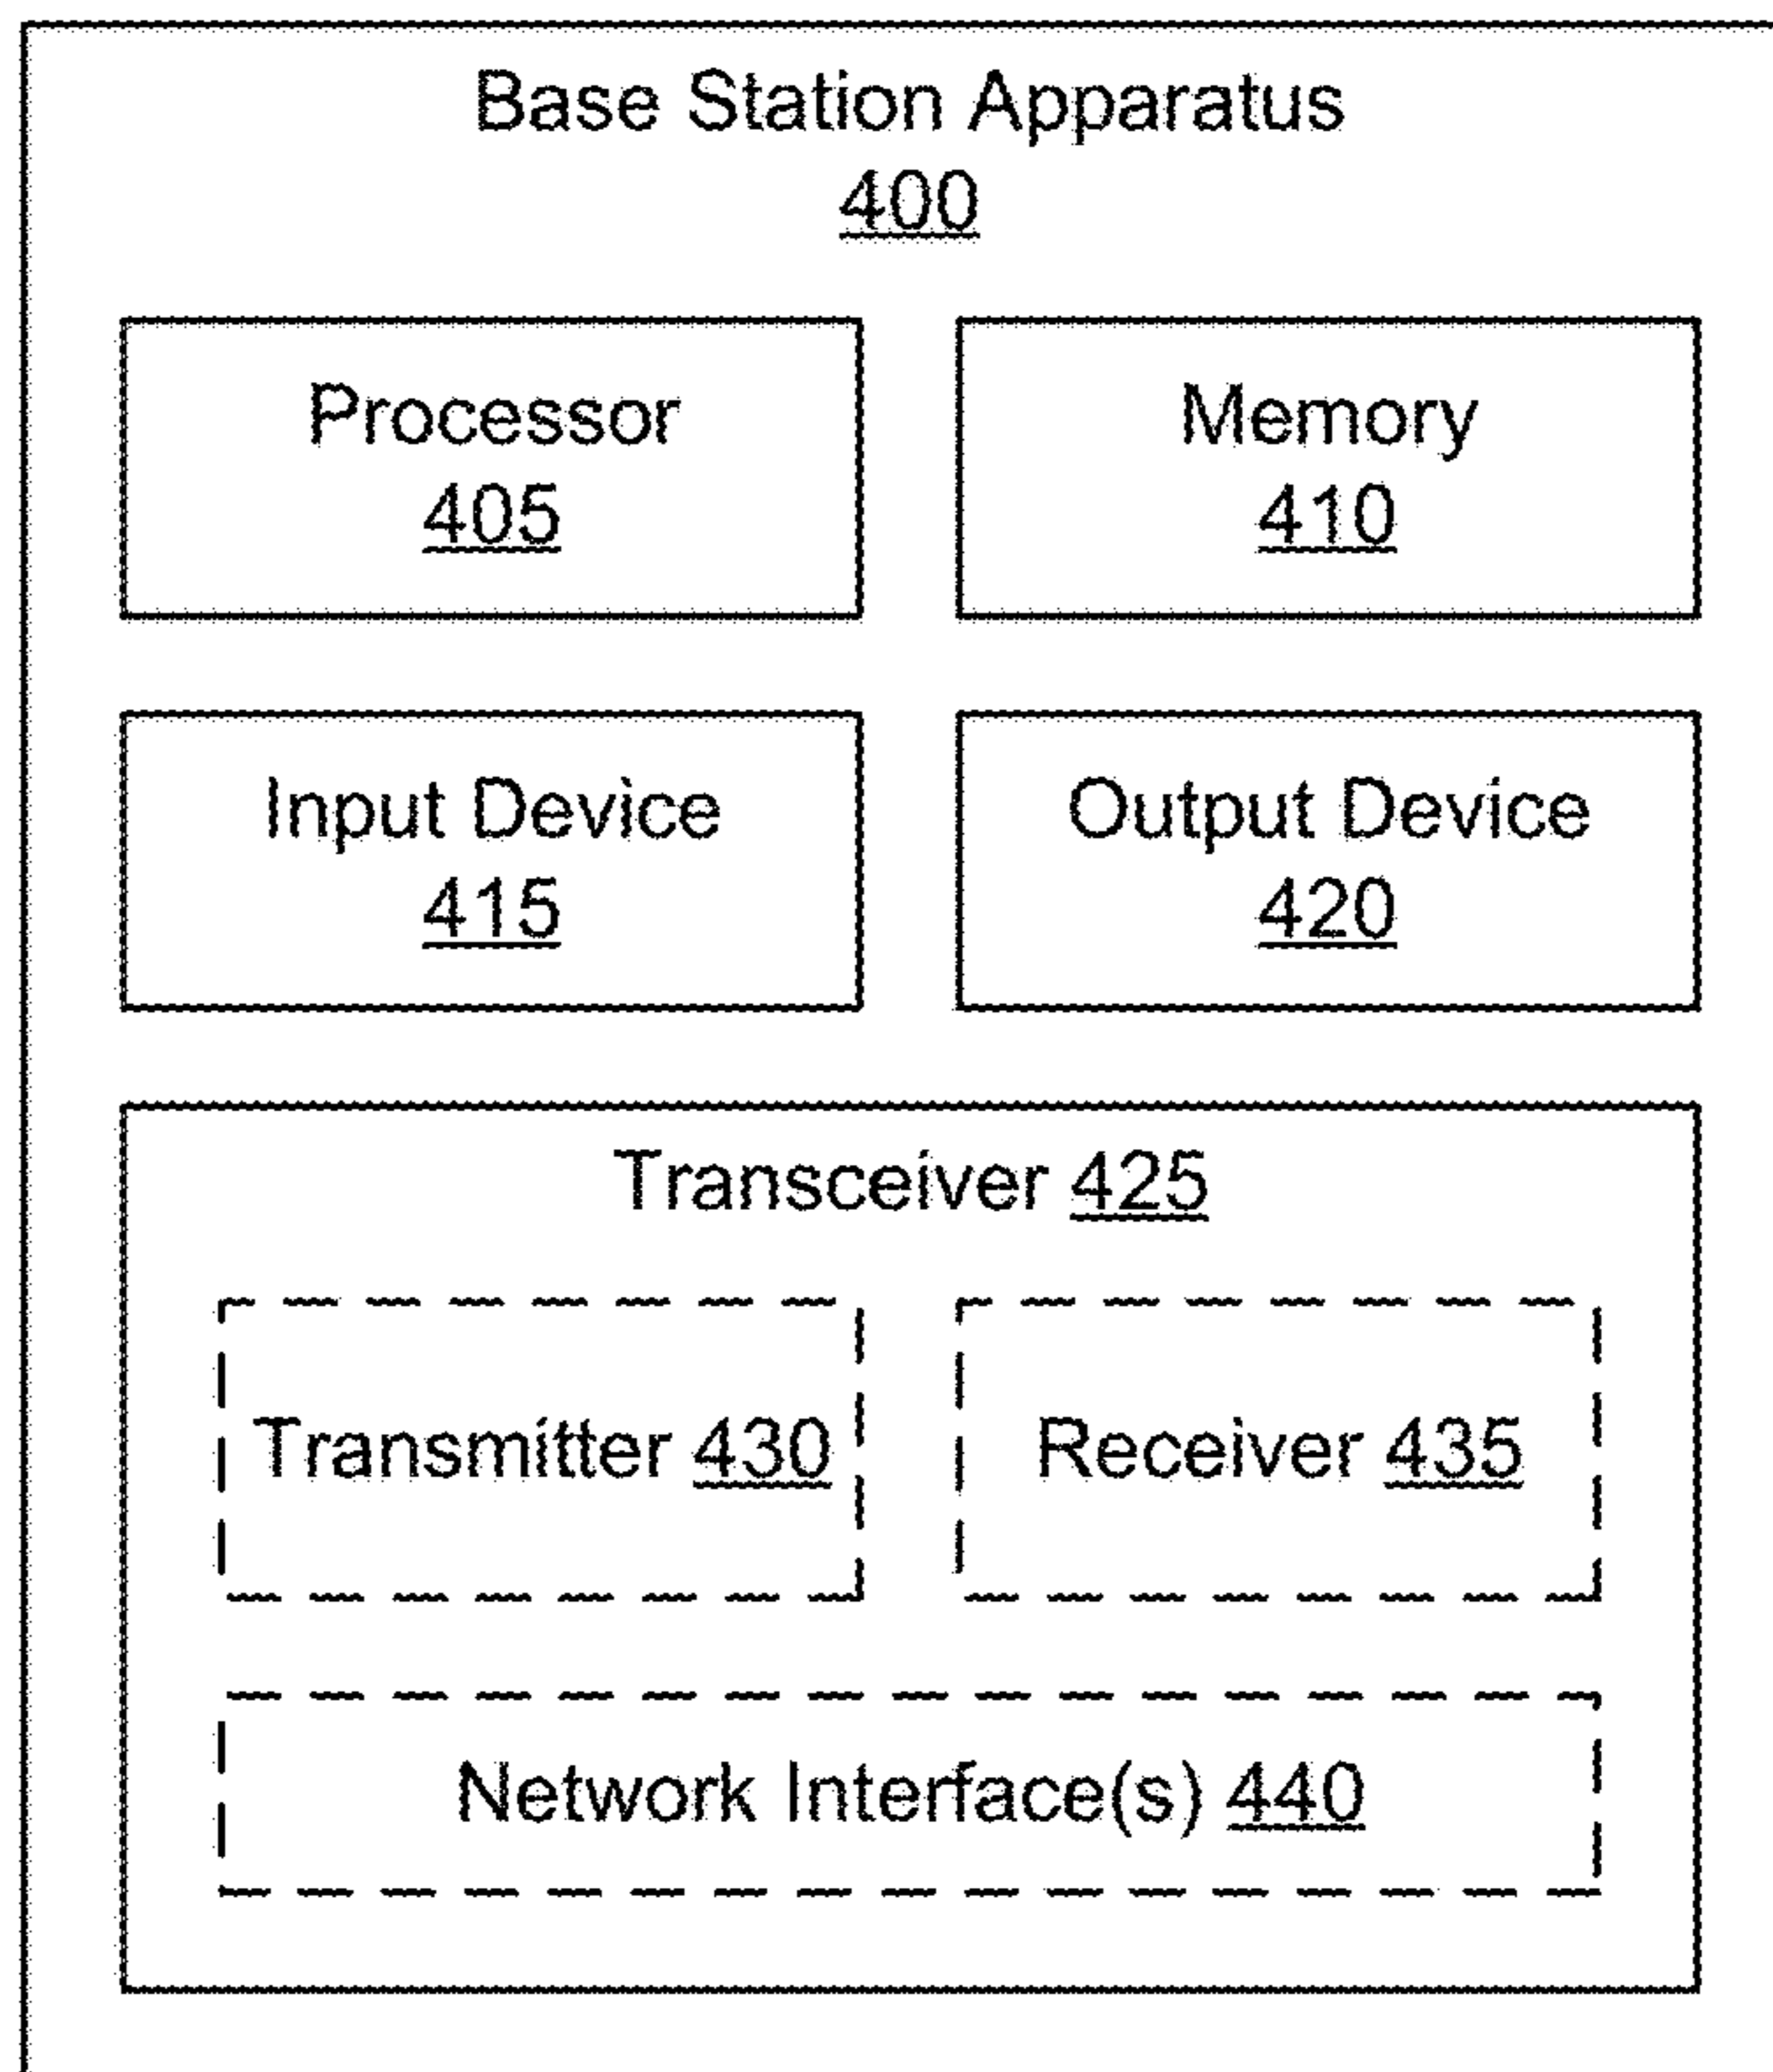 Base Station Apparatus
400
Processor
405
Memory
410
Input Device
415
Output Device
420
Transceiver 425
Transmitter 430
Receiver 435
Network Interface(s) 440